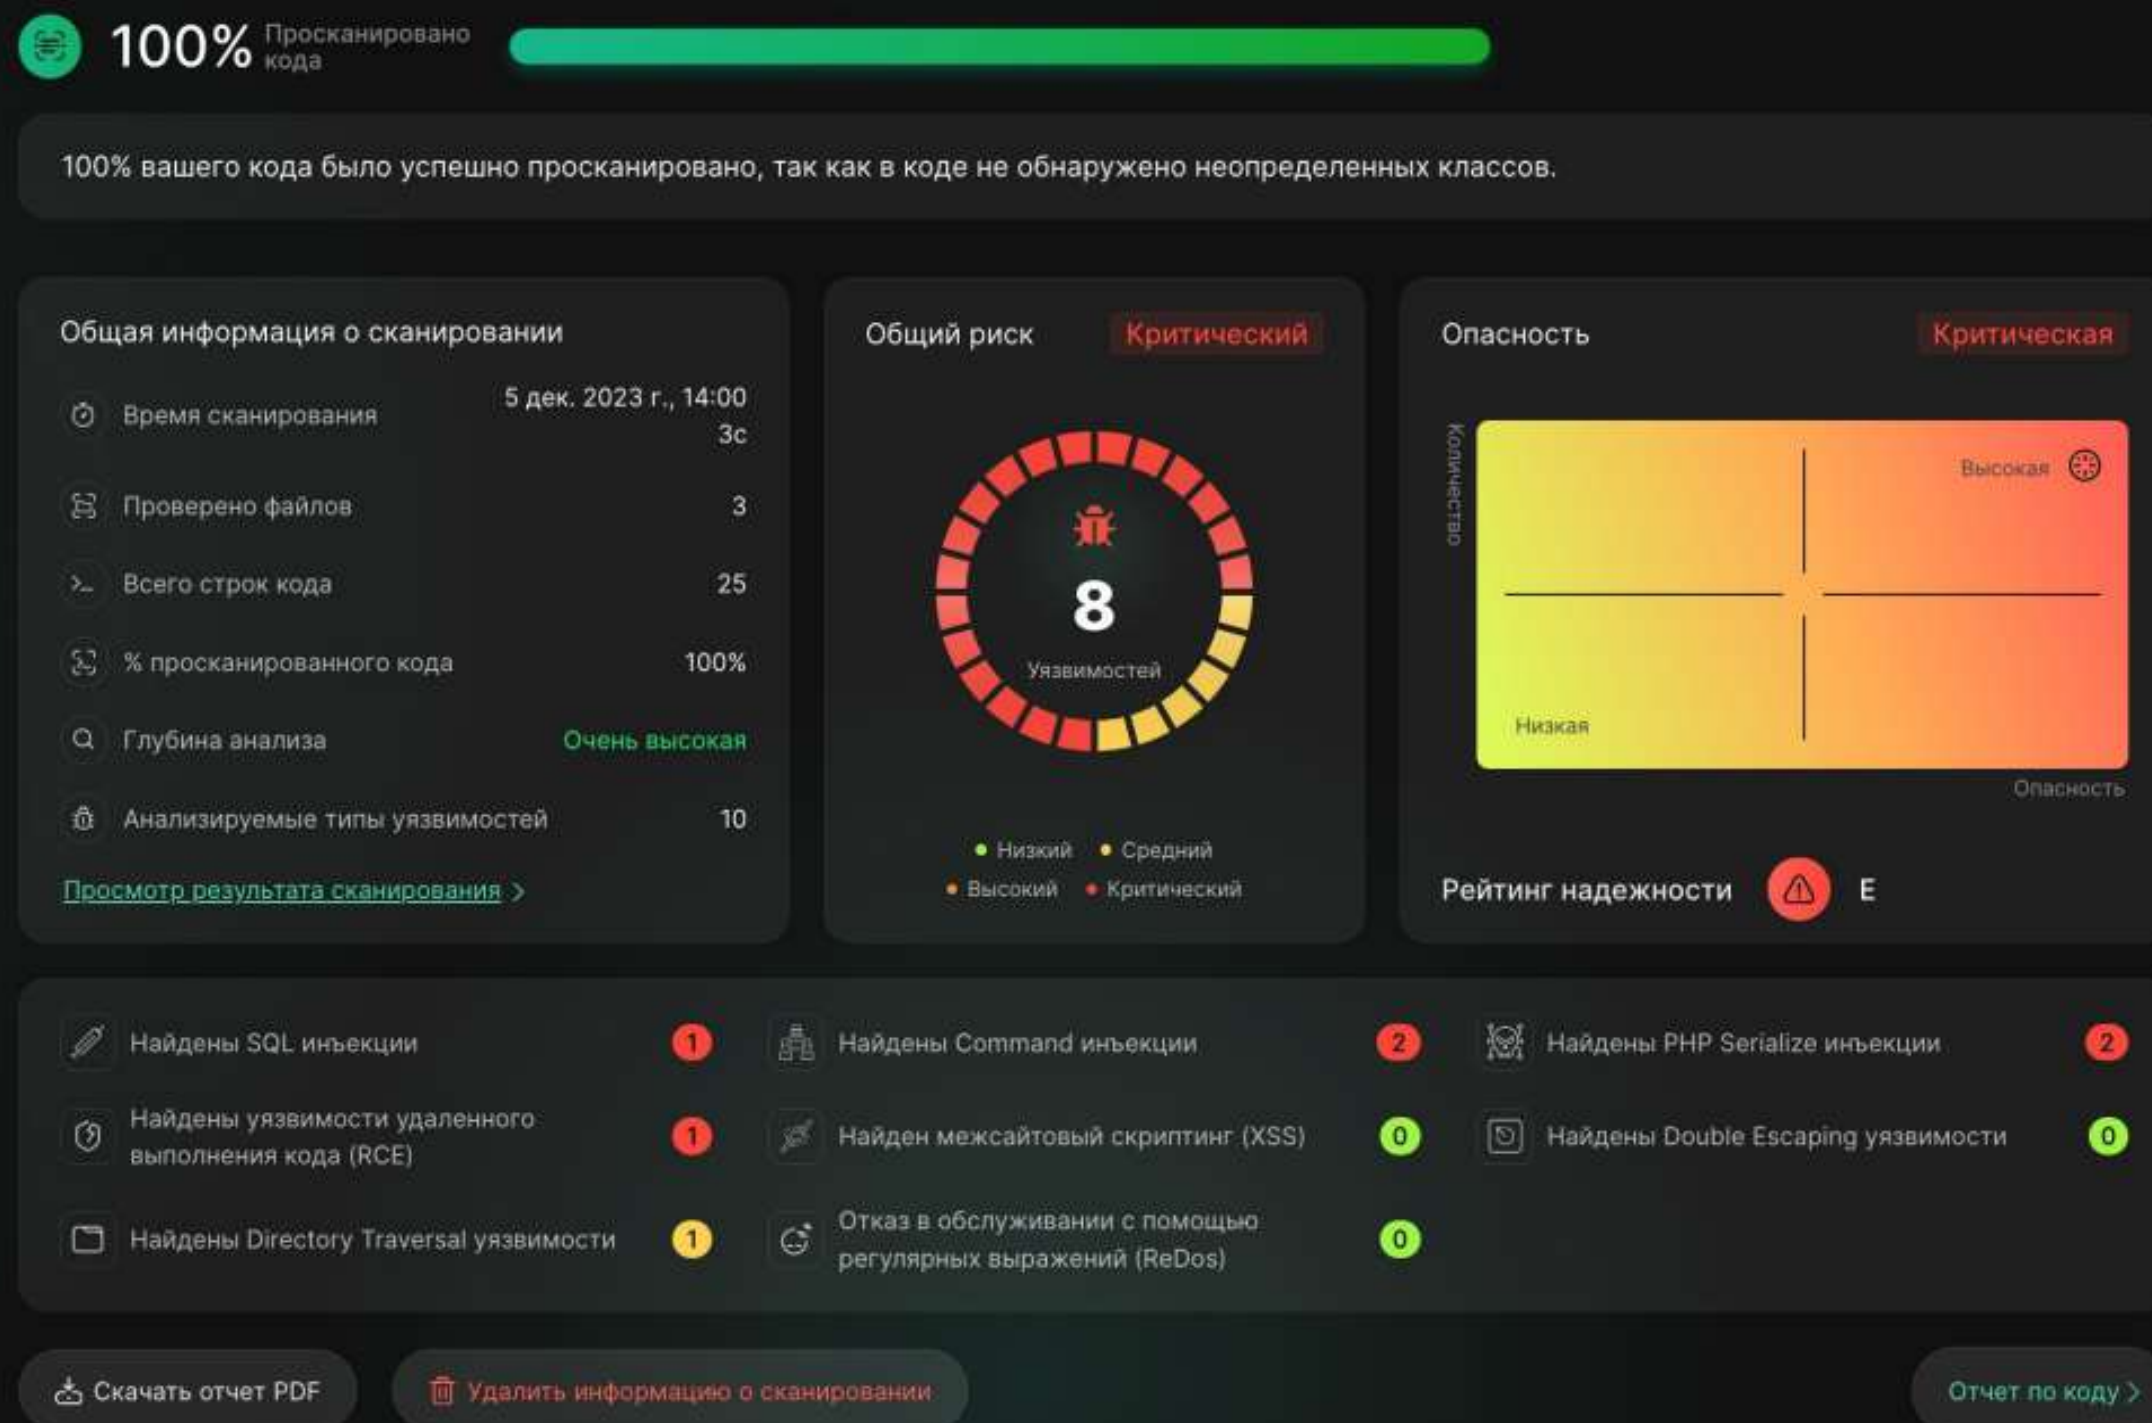 100%
Просканировано
кода
100% вашего кода было успешно просканировано, так как в коде не обнаружено неопределенных классов.
Общая информация о сканировании
Время сканирования
5 дек. 2023 г., 14:00
3с
Проверено файлов
3
Всего строк кода
25
% просканированного кода
100%
Глубина анализа
Очень высокая
Анализируемые типы уязвимостей
10
Просмотр результата сканирования >
Общий риск
Критический
8
Уязвимостей
Низкий
Средний
Высокий
Критический
Опасность
Критическая
Количество
Высокая
Низкая
Опасность
Рейтинг надежности
E
Найдены SQL инъекции
1
Найдены Command инъекции
2
Найдены PHP Serialize инъекции
2
Найдены уязвимости удаленного
выполнения кода (RCE)
1
Найден межсайтовый скриптинг (XSS)
0
Найдены Double Escaping уязвимости
0
Найдены Directory Traversal уязвимости
1
Отказ в обслуживании с помощью
регулярных выражений (ReDos)
0
Скачать отчет PDF
Удалить информацию о сканировании
Отчет по коду >